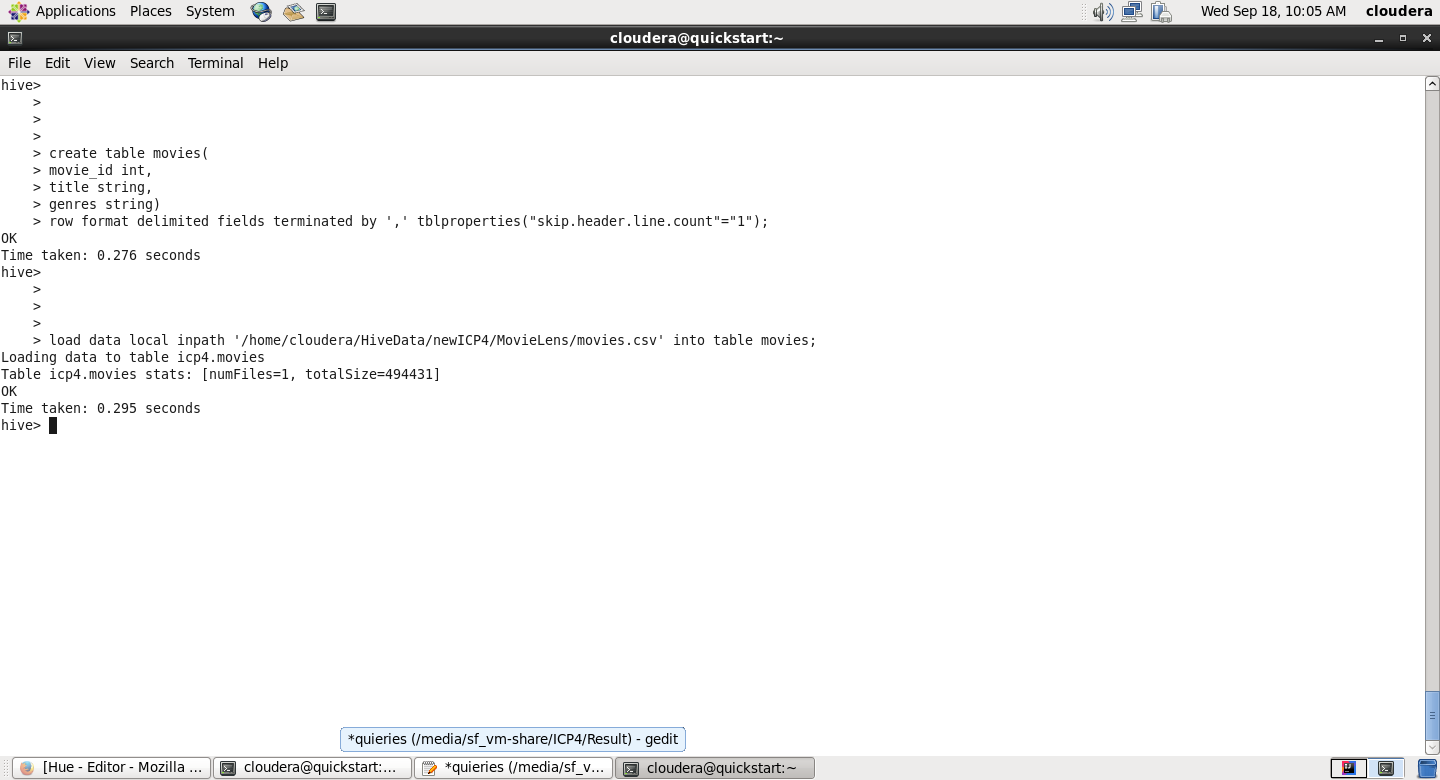 Applications Places System Wed Sep 18, 10:05 AM cloudera
cloudera@quickstart:~
File Edit View Search Terminal Help
hive>
>
>
>
> create table movies(
> movie_id int,
> title string,
> genres string)
> row format delimited fields terminated by ',' tblproperties("skip.header.line.count"="1");
OK
Time taken: 0.276 seconds
hive>
>
>
>
> load data local inpath '/home/cloudera/HiveData/newICP4/MovieLens/movies.csv' into table movies;
Loading data to table icp4.movies
Table icp4.movies stats: [numFiles=1, totalSize=494431]
OK
Time taken: 0.295 seconds
hive>
*quieries (/media/sf_vm-share/ICP4/Result) - gedit
[Hue - Editor - Mozilla ... cloudera@quickstart:... *quieries (/media/sf_v... cloudera@quickstart:~